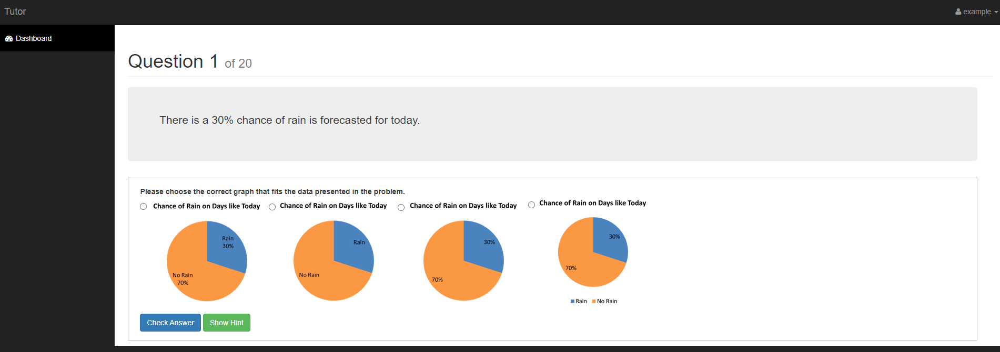 Tutor
example
Dashboard
Question 1 of 20
There is a 30% chance of rain is forecasted for today.
Please choose the correct graph that fits the data presented in the problem.
Chance of Rain on Days like Today
Rain
30%
No Rain
70%
Chance of Rain on Days like Today
Rain
No Rain
Chance of Rain on Days like Today
30%
70%
Chance of Rain on Days like Today
30%
70%
Rain No Rain
Check Answer Show Hint